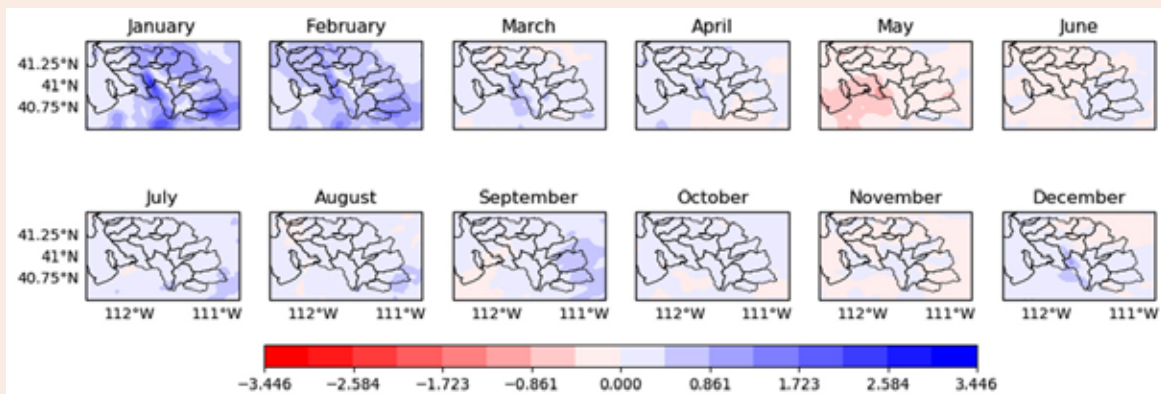 January February March April May June
41.25°N
41°N
40.75°N
July August September October November December
41.25°N
41°N
40.75°N
112°W 111°W 112°W 111°W 112°W 111°W 112°W 111°W 112°W 111°W 112°W 111°W
−3.446 −2.584 −1.723 −0.861 0.000 0.861 1.723 2.584 3.446